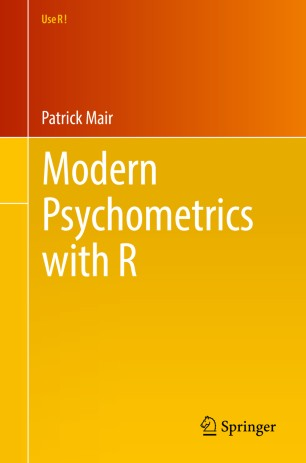 Use R!
Patrick Mair
Modern
Psychometrics
with R
Springer